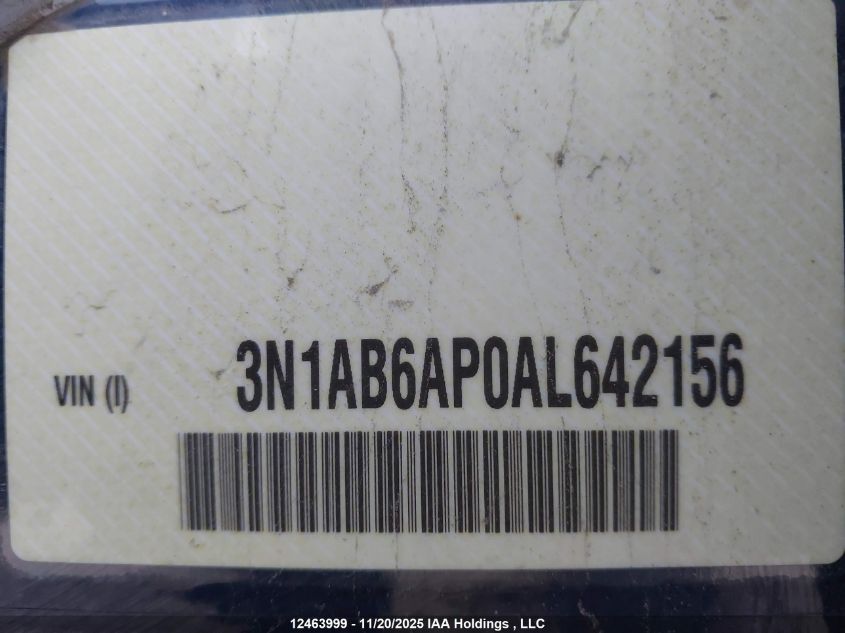 VIN (I) 3N1AB6AP0AL642156
12463999 - 11/20/2025 IAA Holdings , LLC